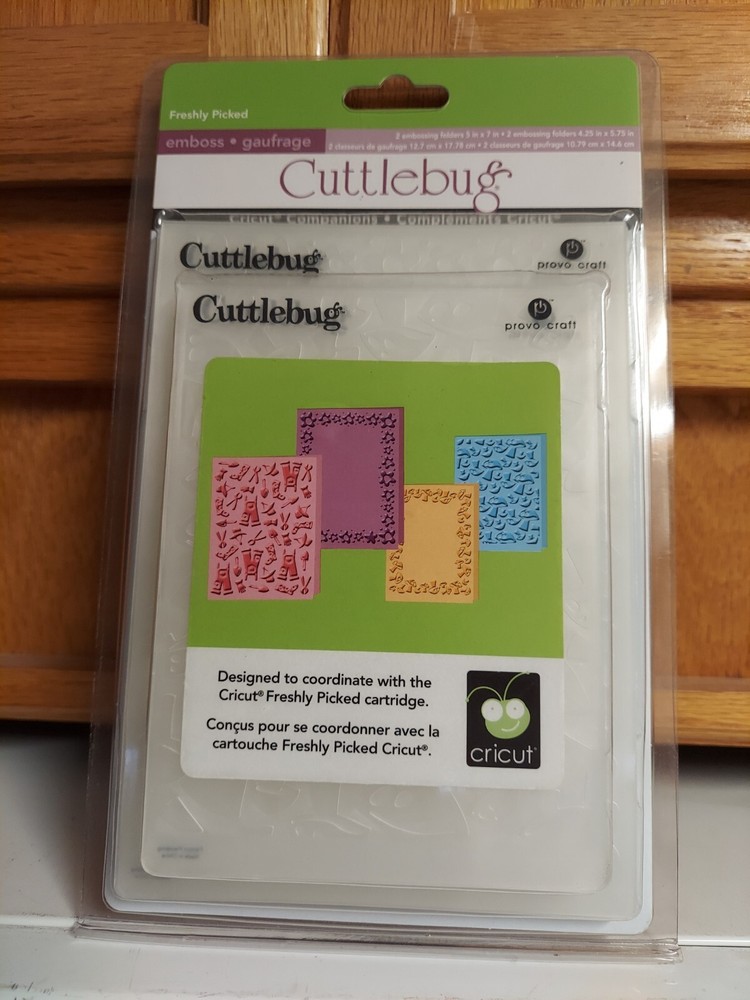 Freshly Picked
emboss • gaufrage
2 embossing folders 5 in x 7 in • 2 embossing folders 4.25 in x 5.75 in
2 classeurs de gaufrage 12.7 cm x 17.78 cm • 2 classeurs de gaufrage 10.79 cm x 14.6 cm
Cuttlebug
Cricut™ Companions • Compléments Cricut™
Cuttlebug
provo craft
Cuttlebug
provo craft
Designed to coordinate with the
Cricut® Freshly Picked cartridge.
Conçus pour se coordonner avec la
cartouche Freshly Picked Cricut®.
cricut